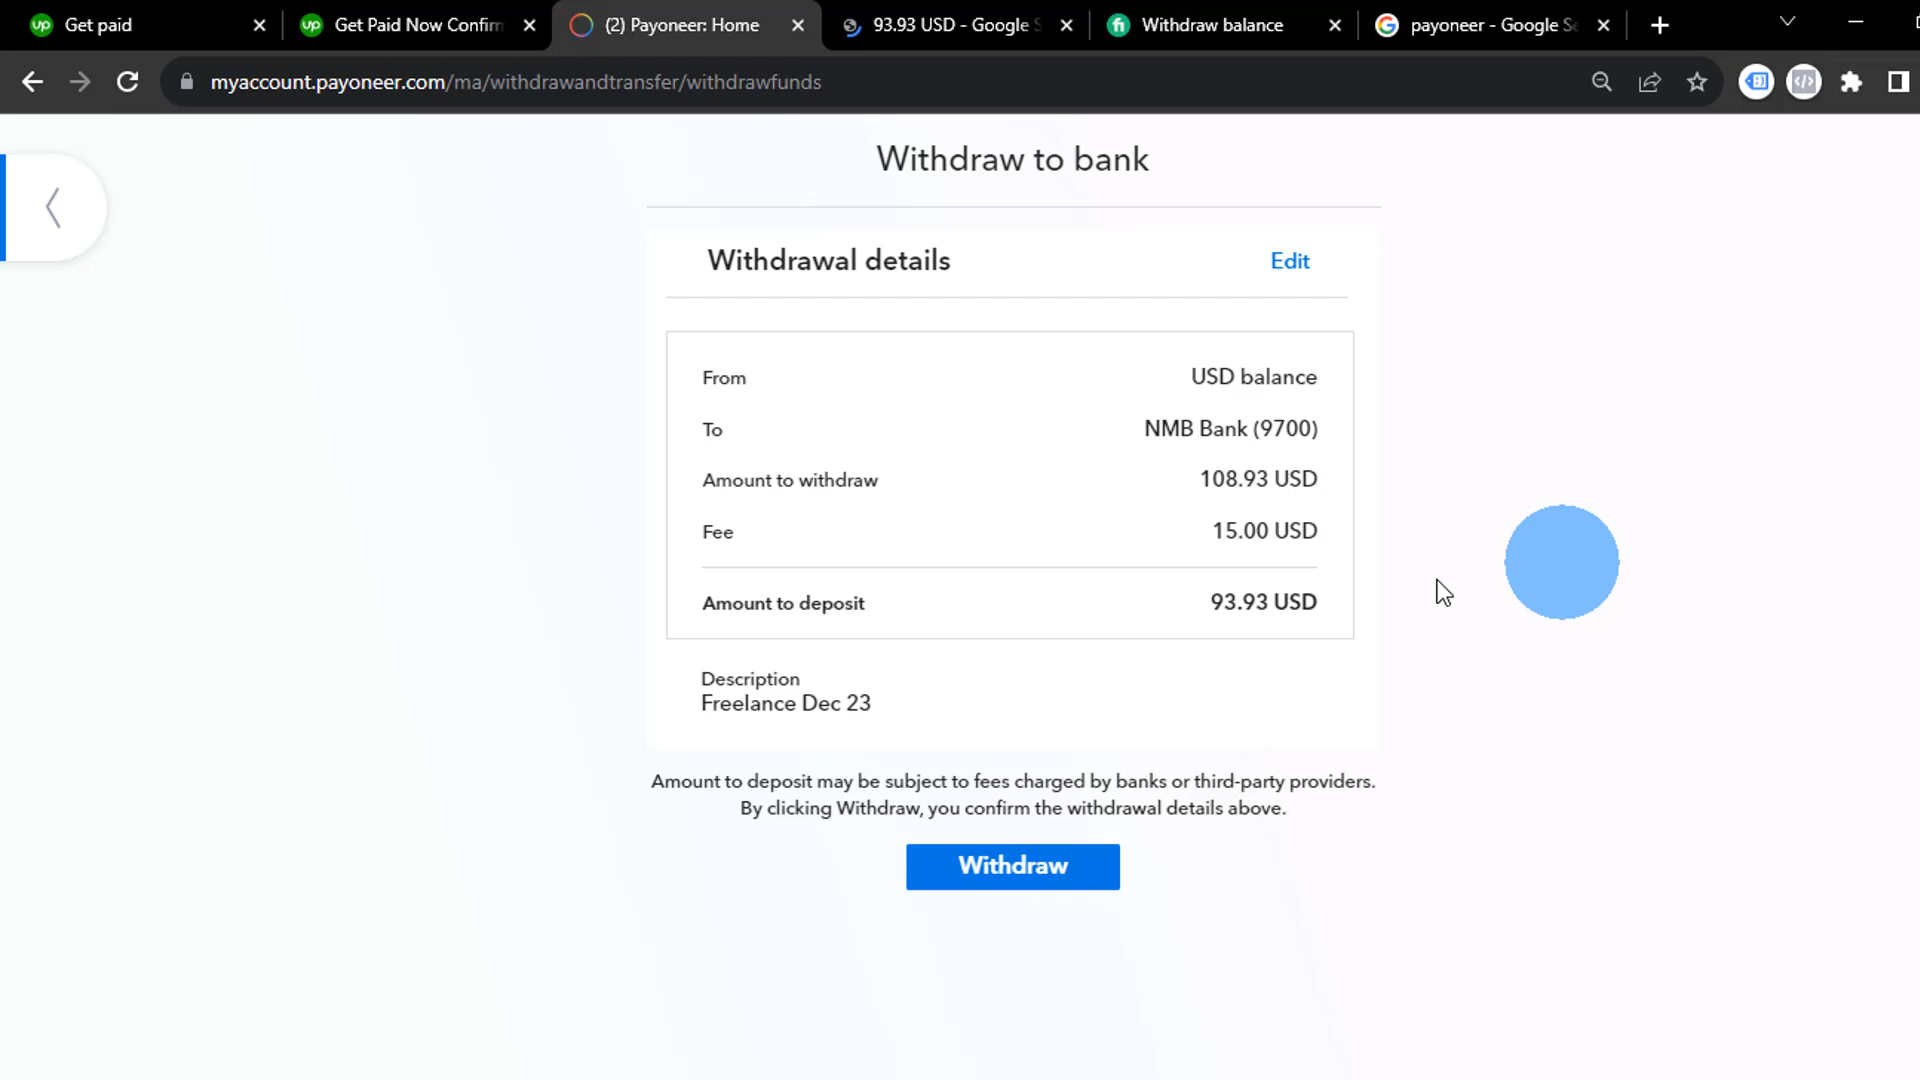 Get paid
Get Paid Now Confirm
(2) Payoneer: Home
93.93 USD - Google S
Withdraw balance
payoneer - Google Se
myaccount.payoneer.com/ma/withdrawandtransfer/withdrawfunds
Withdraw to bank
Withdrawal details
Edit
From
USD balance
To
NMB Bank (9700)
Amount to withdraw
108.93 USD
Fee
15.00 USD
Amount to deposit
93.93 USD
Description
Freelance Dec 23
Amount to deposit may be subject to fees charged by banks or third-party providers.
By clicking Withdraw, you confirm the withdrawal details above.
Withdraw